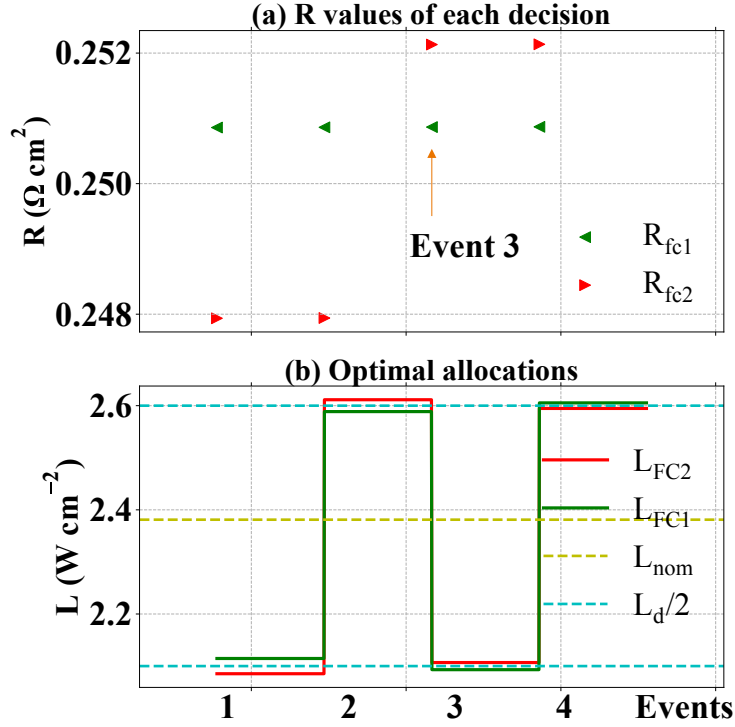 (a) R values of each decision
R (Ω cm²)
0.252
0.250
0.248
Event 3
R_fc1
R_fc2
(b) Optimal allocations
L (W cm⁻²)
2.6
2.4
2.2
L_FC2
L_FC1
L_nom
L_d/2
1 2 3 4 Events